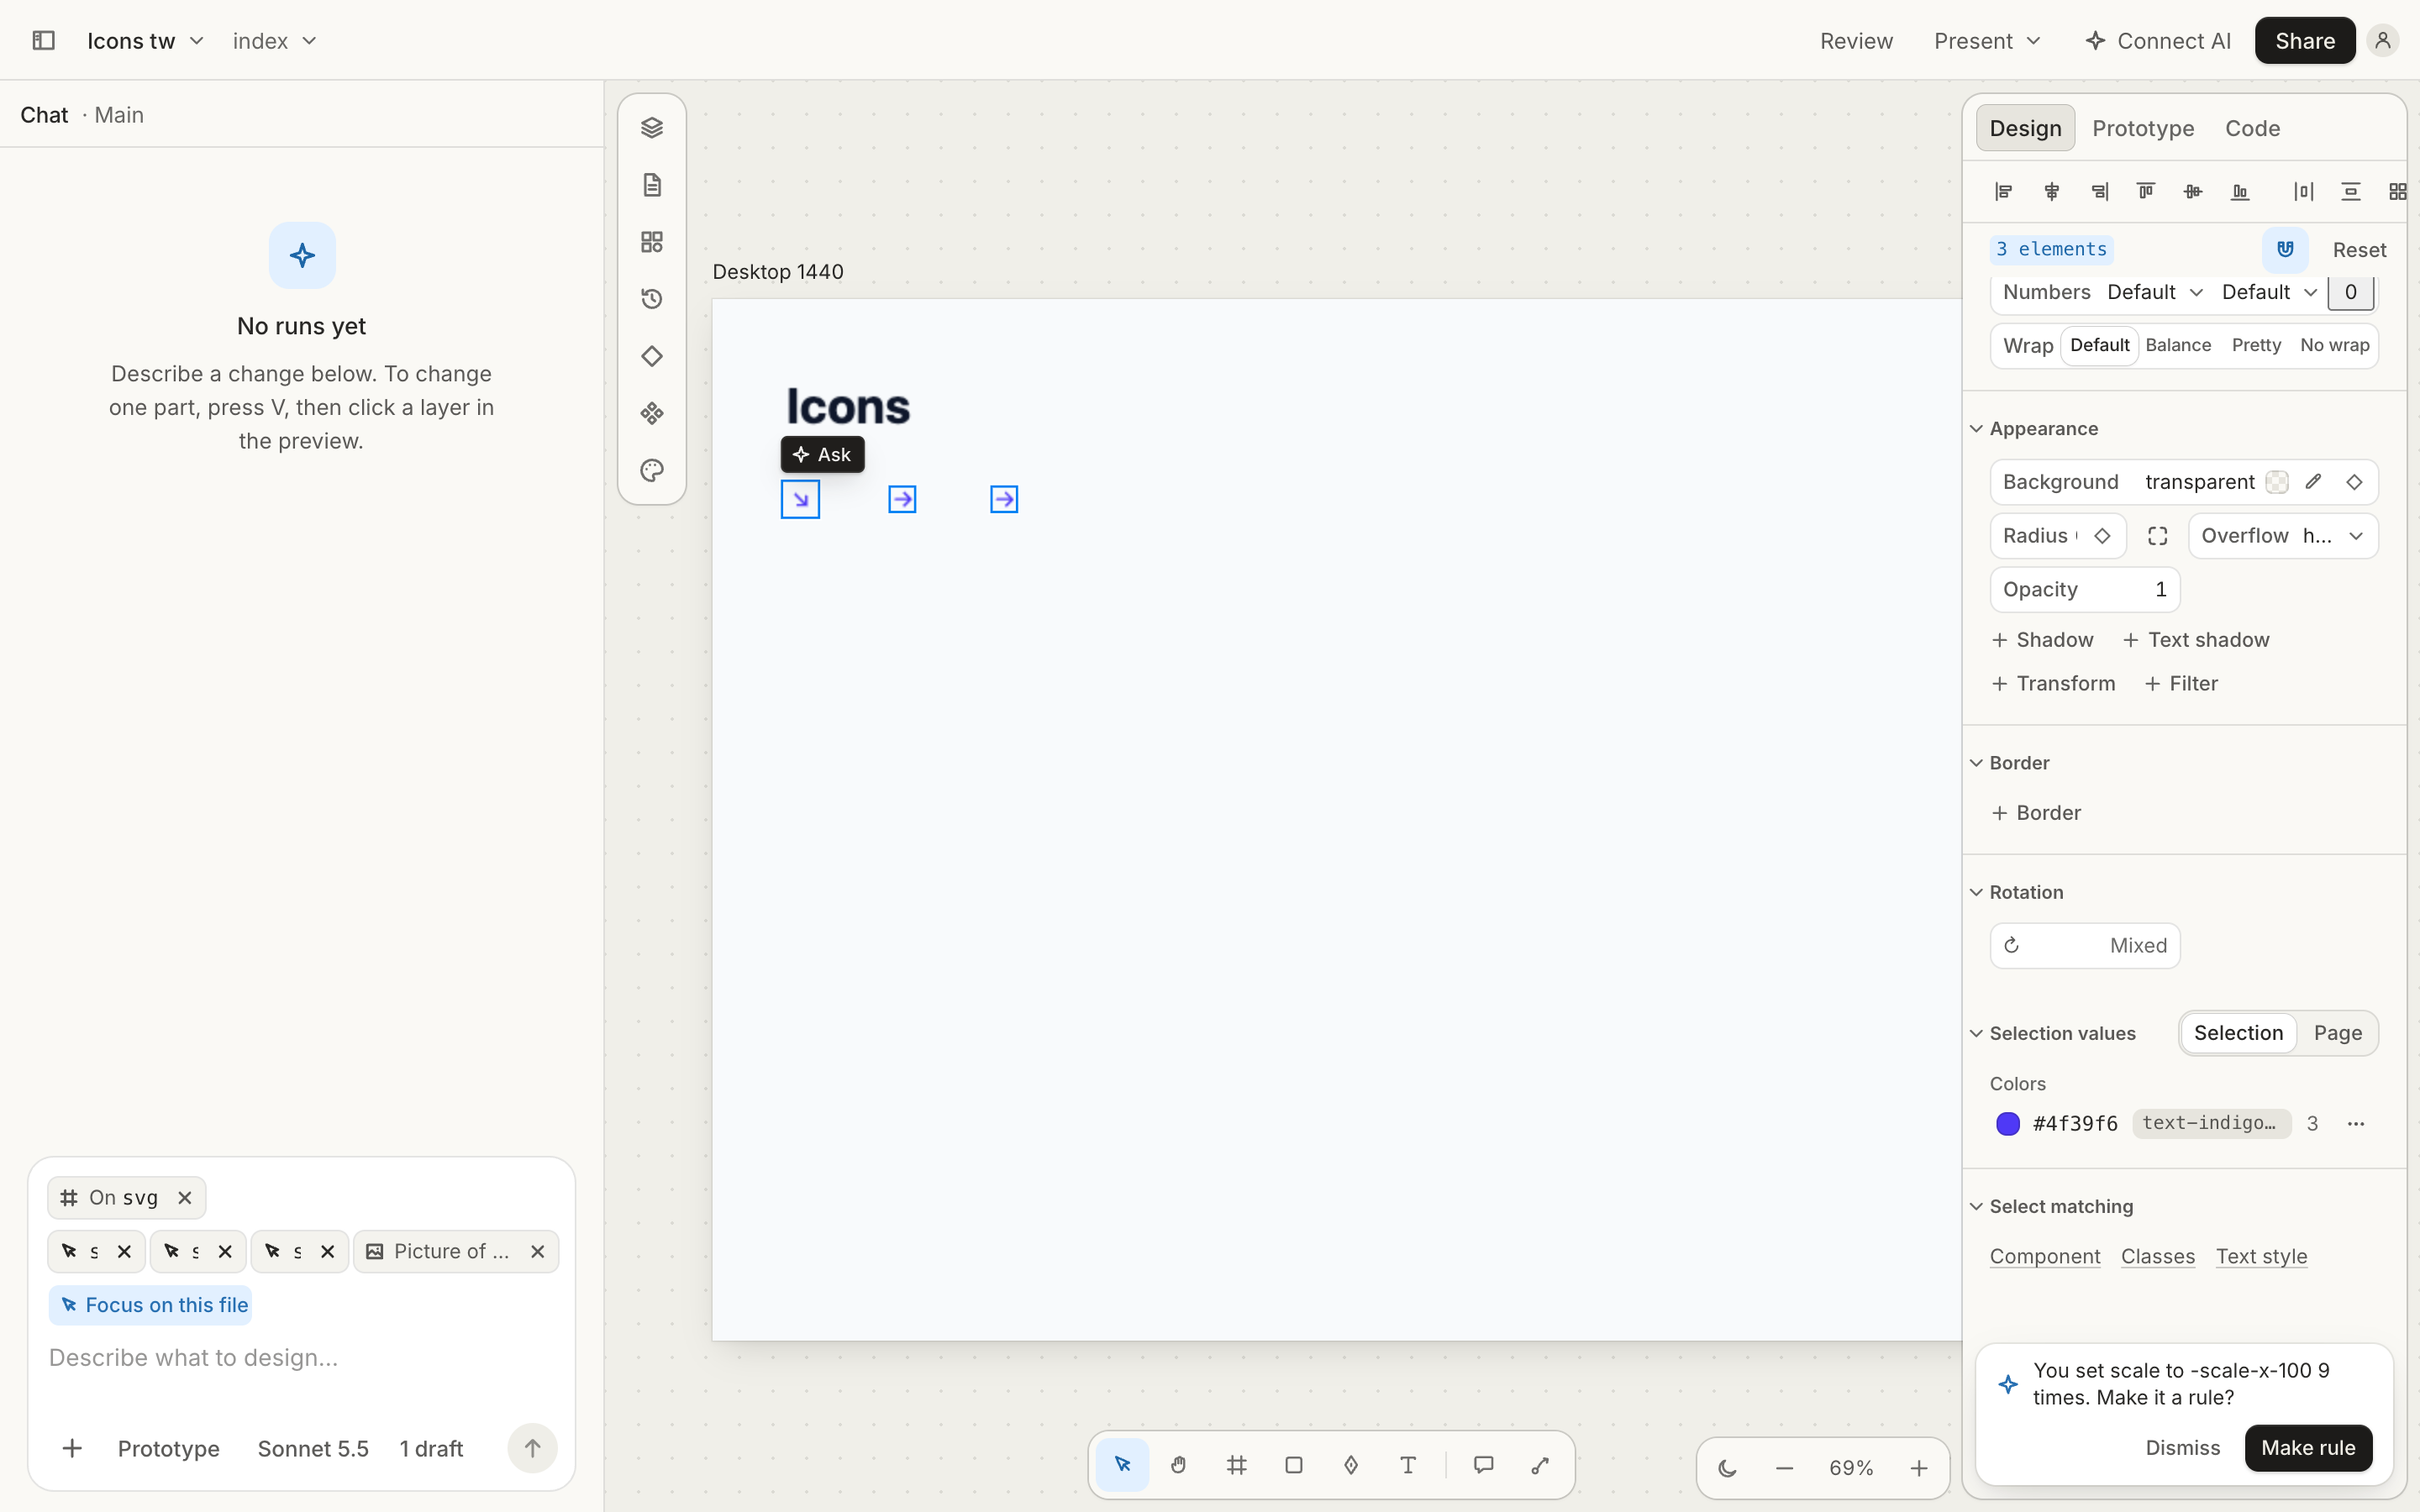 Icons tw
index
Review
Present
Connect AI
Share
Chat · Main
No runs yet
Describe a change below. To change
one part, press V, then click a layer in
the preview.
On svg
s
s
s
Picture of ...
Focus on this file
Describe what to design...
Prototype
Sonnet 5.5
1 draft
Desktop 1440
Icons
Ask
69%
Design
Prototype
Code
3 elements
Reset
Numbers Default Default 0
Wrap Default Balance Pretty No wrap
Appearance
Background transparent
Radius
Overflow h...
Opacity 1
Shadow
Text shadow
Transform
Filter
Border
Border
Rotation
Mixed
Selection values
Selection
Page
Colors
#4f39f6 text-indigo... 3
Select matching
Component Classes Text style
You set scale to -scale-x-100 9
times. Make it a rule?
Dismiss
Make rule